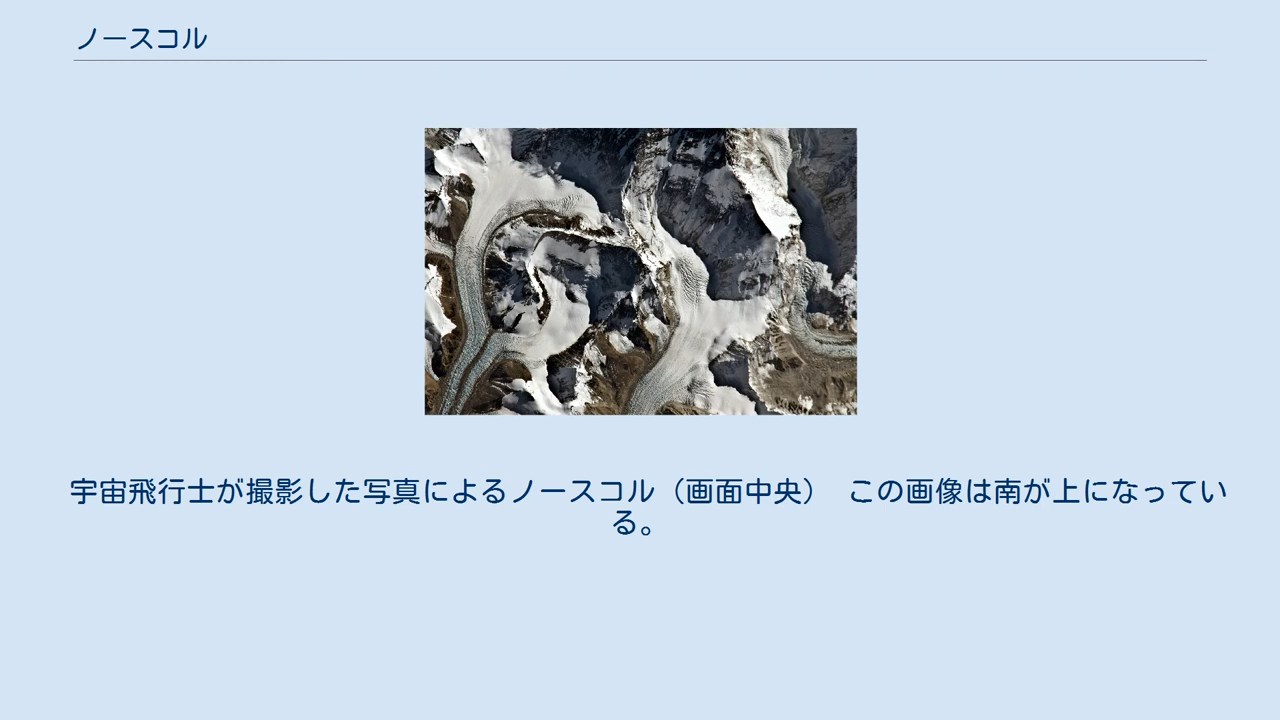 ノースコル
宇宙飛行士が撮影した写真によるノースコル（画面中央）　この画像は南が上になってい
る。